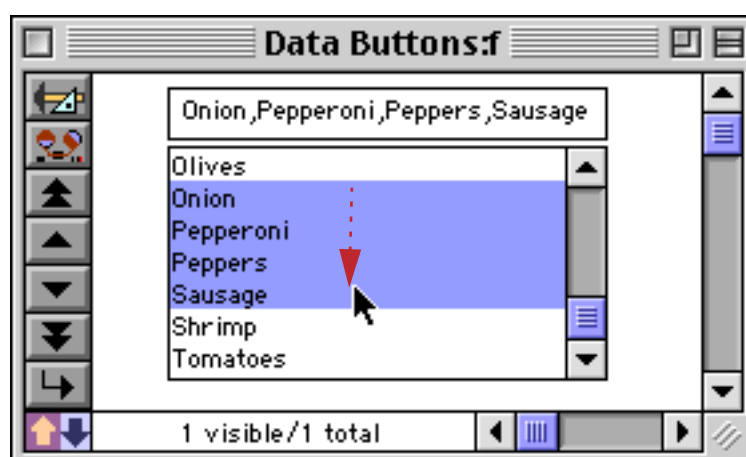 Data Buttons:f
Onion,Pepperoni,Peppers,Sausage
Olives
Onion
Pepperoni
Peppers
Sausage
Shrimp
Tomatoes
1 visible/1 total